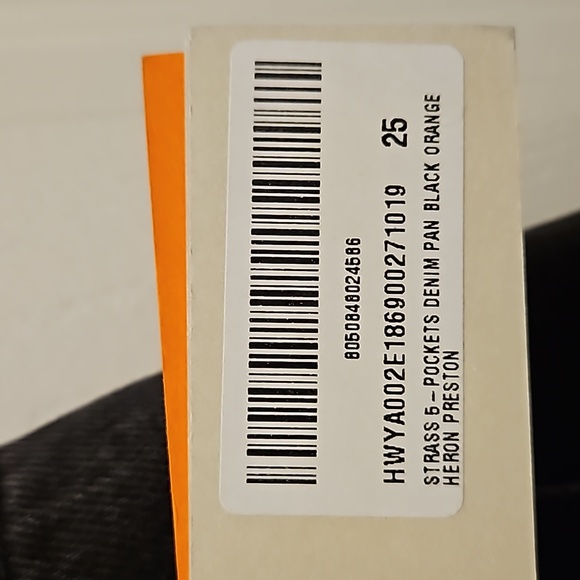 8050848024586
HWYA002E186900271019 25
STRASS 5-POCKETS DENIM PAN BLACK ORANGE
HERON PRESTON